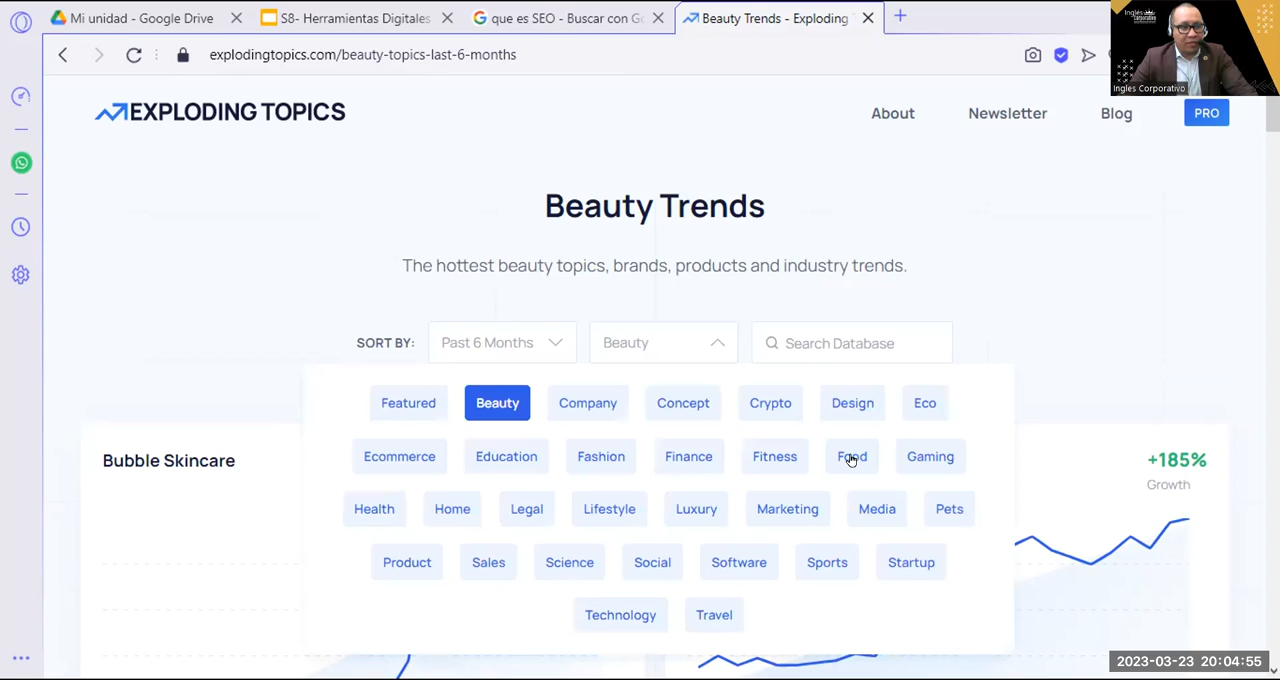 Mi unidad - Google Drive
S8- Herramientas Digitales
que es SEO - Buscar con Go
Beauty Trends - Exploding T
explodingtopics.com/beauty-topics-last-6-months
Inglés Corporativo
Ingles Corporativo
EXPLODING TOPICS
About Newsletter Blog PRO
Beauty Trends
The hottest beauty topics, brands, products and industry trends.
SORT BY: Past 6 Months Beauty Search Database
Featured Beauty Company Concept Crypto Design Eco
Ecommerce Education Fashion Finance Fitness Food Gaming
Health Home Legal Lifestyle Luxury Marketing Media Pets
Product Sales Science Social Software Sports Startup
Technology Travel
Bubble Skincare
+185%
Growth
2023-03-23 20:04:55